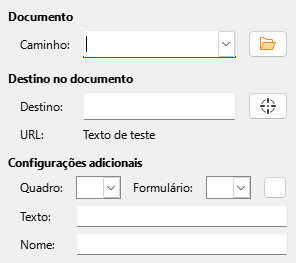 Documento
Caminho:
Destino no documento
Destino:
URL: Texto de teste
Configurações adicionais
Quadro: Formulário:
Texto:
Nome: